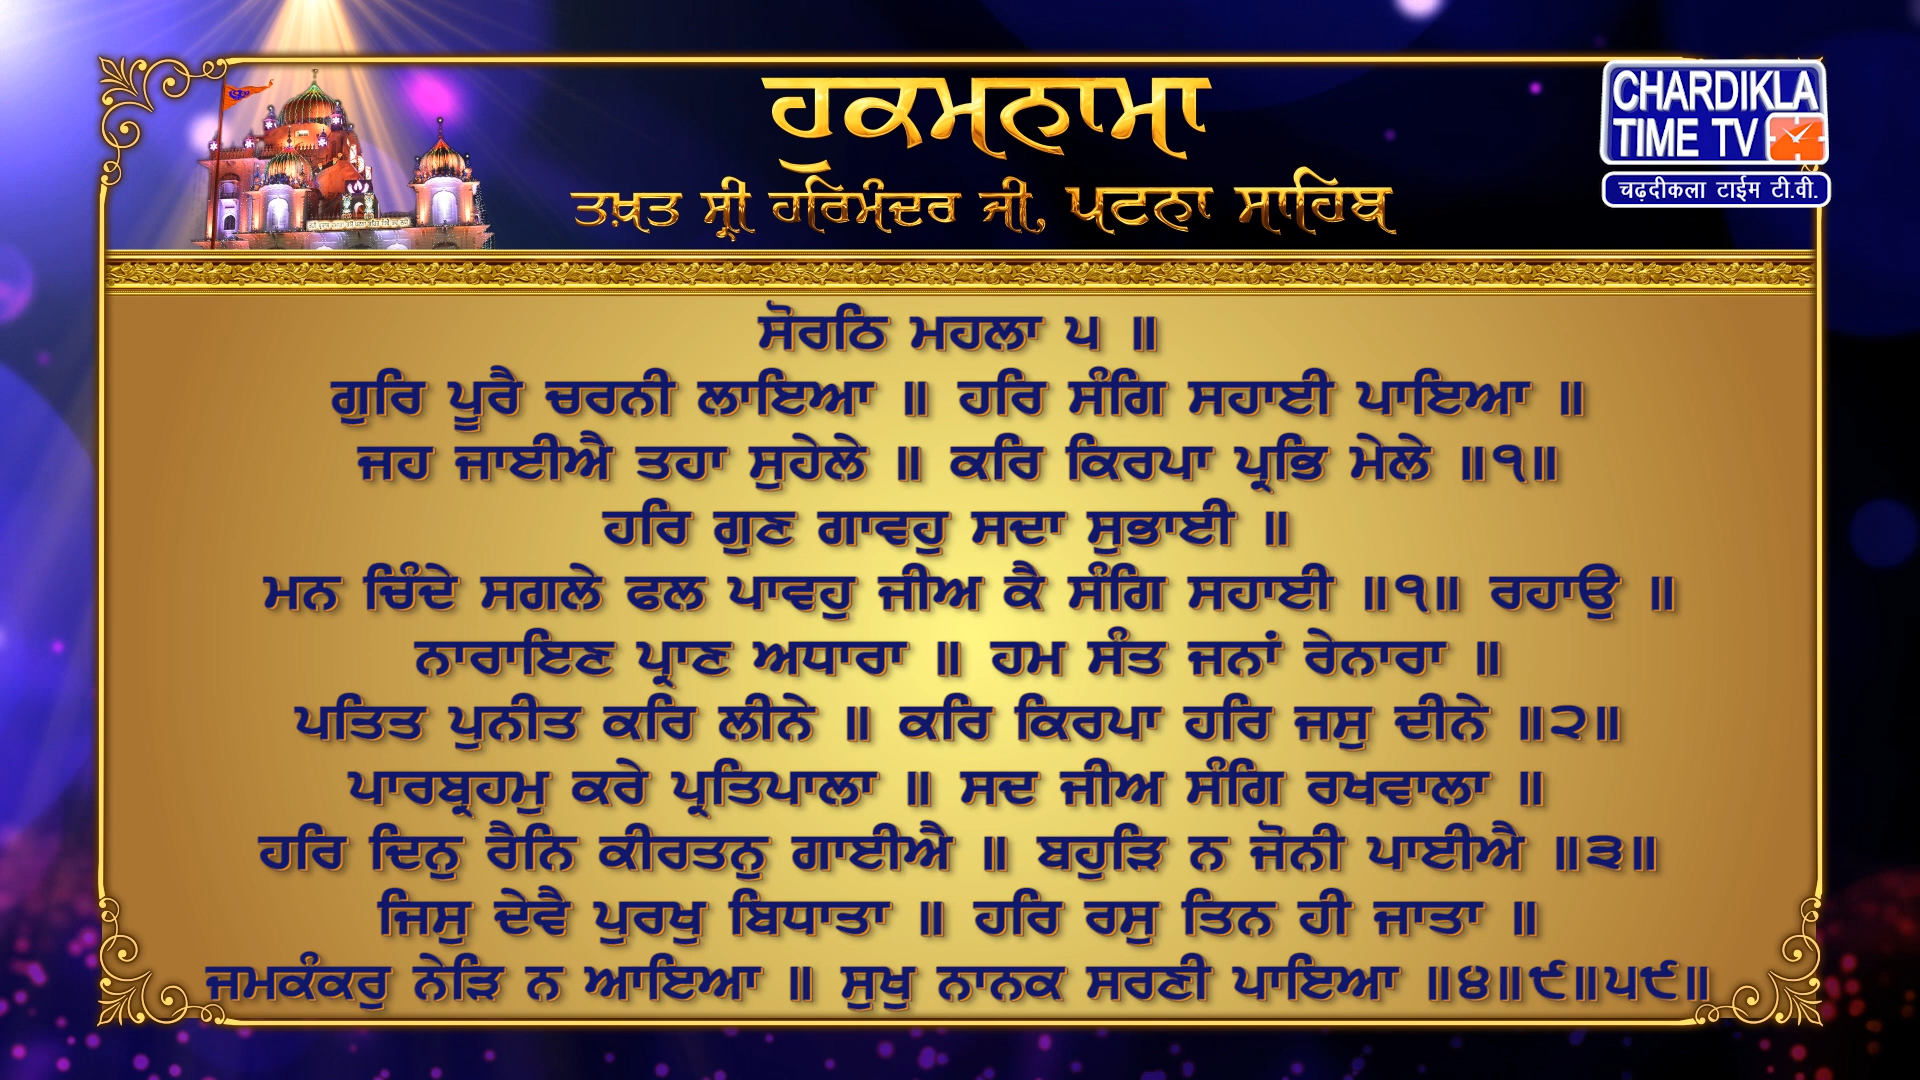 ਹੁਕਮਨਾਮਾ
ਤਖ਼ਤ ਸ੍ਰੀ ਹਰਿਮੰਦਰ ਜੀ, ਪਟਨਾ ਸਾਹਿਬ
CHARDIKLA
TIME TV
चढ़दीकला टाईम टी.वी.
ਸੋਰਠਿ ਮਹਲਾ ੫ ॥
ਗੁਰਿ ਪੂਰੈ ਚਰਨੀ ਲਾਇਆ ॥ ਹਰਿ ਸੰਗਿ ਸਹਾਈ ਪਾਇਆ ॥
ਜਹ ਜਾਈਐ ਤਹਾ ਸੁਹੇਲੇ ॥ ਕਰਿ ਕਿਰਪਾ ਪ੍ਰਭਿ ਮੇਲੇ ॥੧॥
ਹਰਿ ਗੁਣ ਗਾਵਹੁ ਸਦਾ ਸੁਭਾਈ ॥
ਮਨ ਚਿੰਦੇ ਸਗਲੇ ਫਲ ਪਾਵਹੁ ਜੀਅ ਕੈ ਸੰਗਿ ਸਹਾਈ ॥੧॥ ਰਹਾਉ ॥
ਨਾਰਾਇਣ ਪ੍ਰਾਣ ਅਧਾਰਾ ॥ ਹਮ ਸੰਤ ਜਨਾਂ ਰੇਨਾਰਾ ॥
ਪਤਿਤ ਪੁਨੀਤ ਕਰਿ ਲੀਨੇ ॥ ਕਰਿ ਕਿਰਪਾ ਹਰਿ ਜਸੁ ਦੀਨੇ ॥੨॥
ਪਾਰਬ੍ਰਹਮੁ ਕਰੇ ਪ੍ਰਤਿਪਾਲਾ ॥ ਸਦ ਜੀਅ ਸੰਗਿ ਰਖਵਾਲਾ ॥
ਹਰਿ ਦਿਨੁ ਰੈਨਿ ਕੀਰਤਨੁ ਗਾਈਐ ॥ ਬਹੁੜਿ ਨ ਜੋਨੀ ਪਾਈਐ ॥੩॥
ਜਿਸੁ ਦੇਵੈ ਪੁਰਖੁ ਬਿਧਾਤਾ ॥ ਹਰਿ ਰਸੁ ਤਿਨ ਹੀ ਜਾਤਾ ॥
ਜਮਕੰਕਰੁ ਨੇੜਿ ਨ ਆਇਆ ॥ ਸੁਖੁ ਨਾਨਕ ਸਰਣੀ ਪਾਇਆ ॥੪॥੯॥੫੯॥